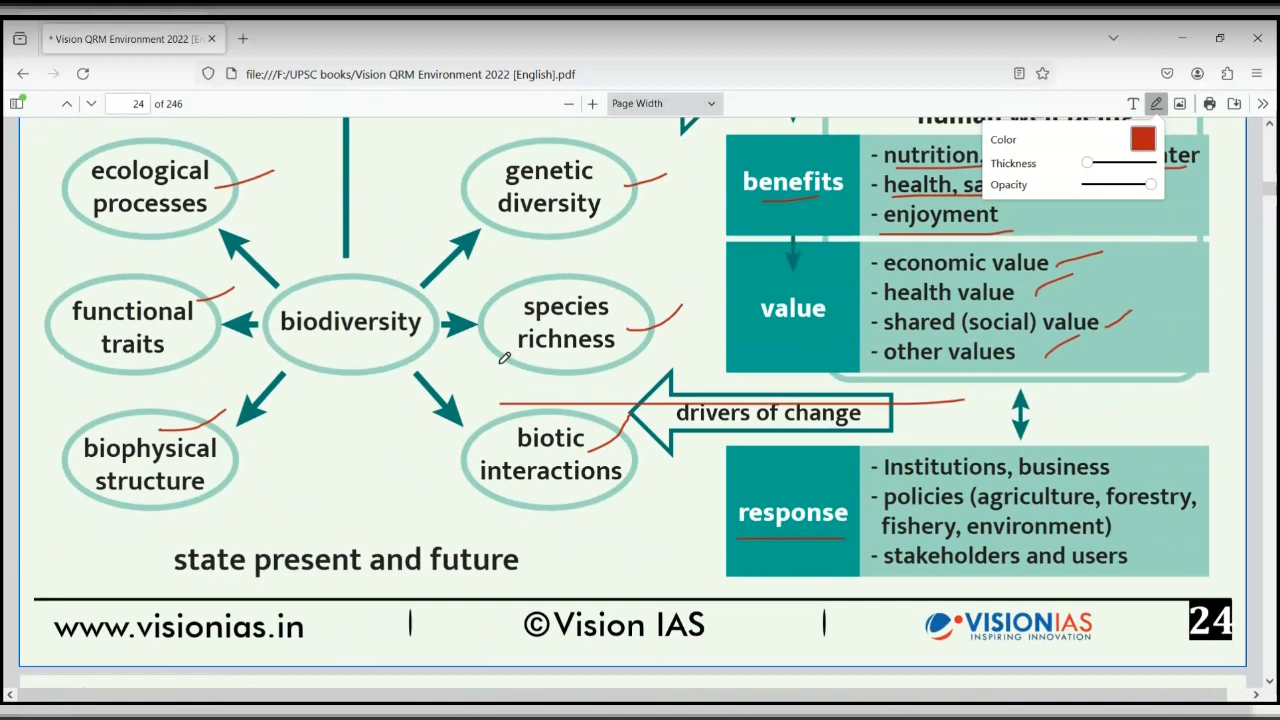 * Vision QRM Environment 2022 [E
file:///F:/UPSC books/Vision QRM Environment 2022 [English].pdf
24 of 246
Page Width
Color
Thickness
Opacity
ecological
processes
genetic
diversity
functional
traits
biodiversity
species
richness
biophysical
structure
biotic
interactions
state present and future
benefits
- nutrition
- health, sa
- enjoyment
value
- economic value
- health value
- shared (social) value
- other values
drivers of change
response
- Institutions, business
- policies (agriculture, forestry,
fishery, environment)
- stakeholders and users
www.visionias.in
©Vision IAS
VISIONIAS
INSPIRING INNOVATION
24